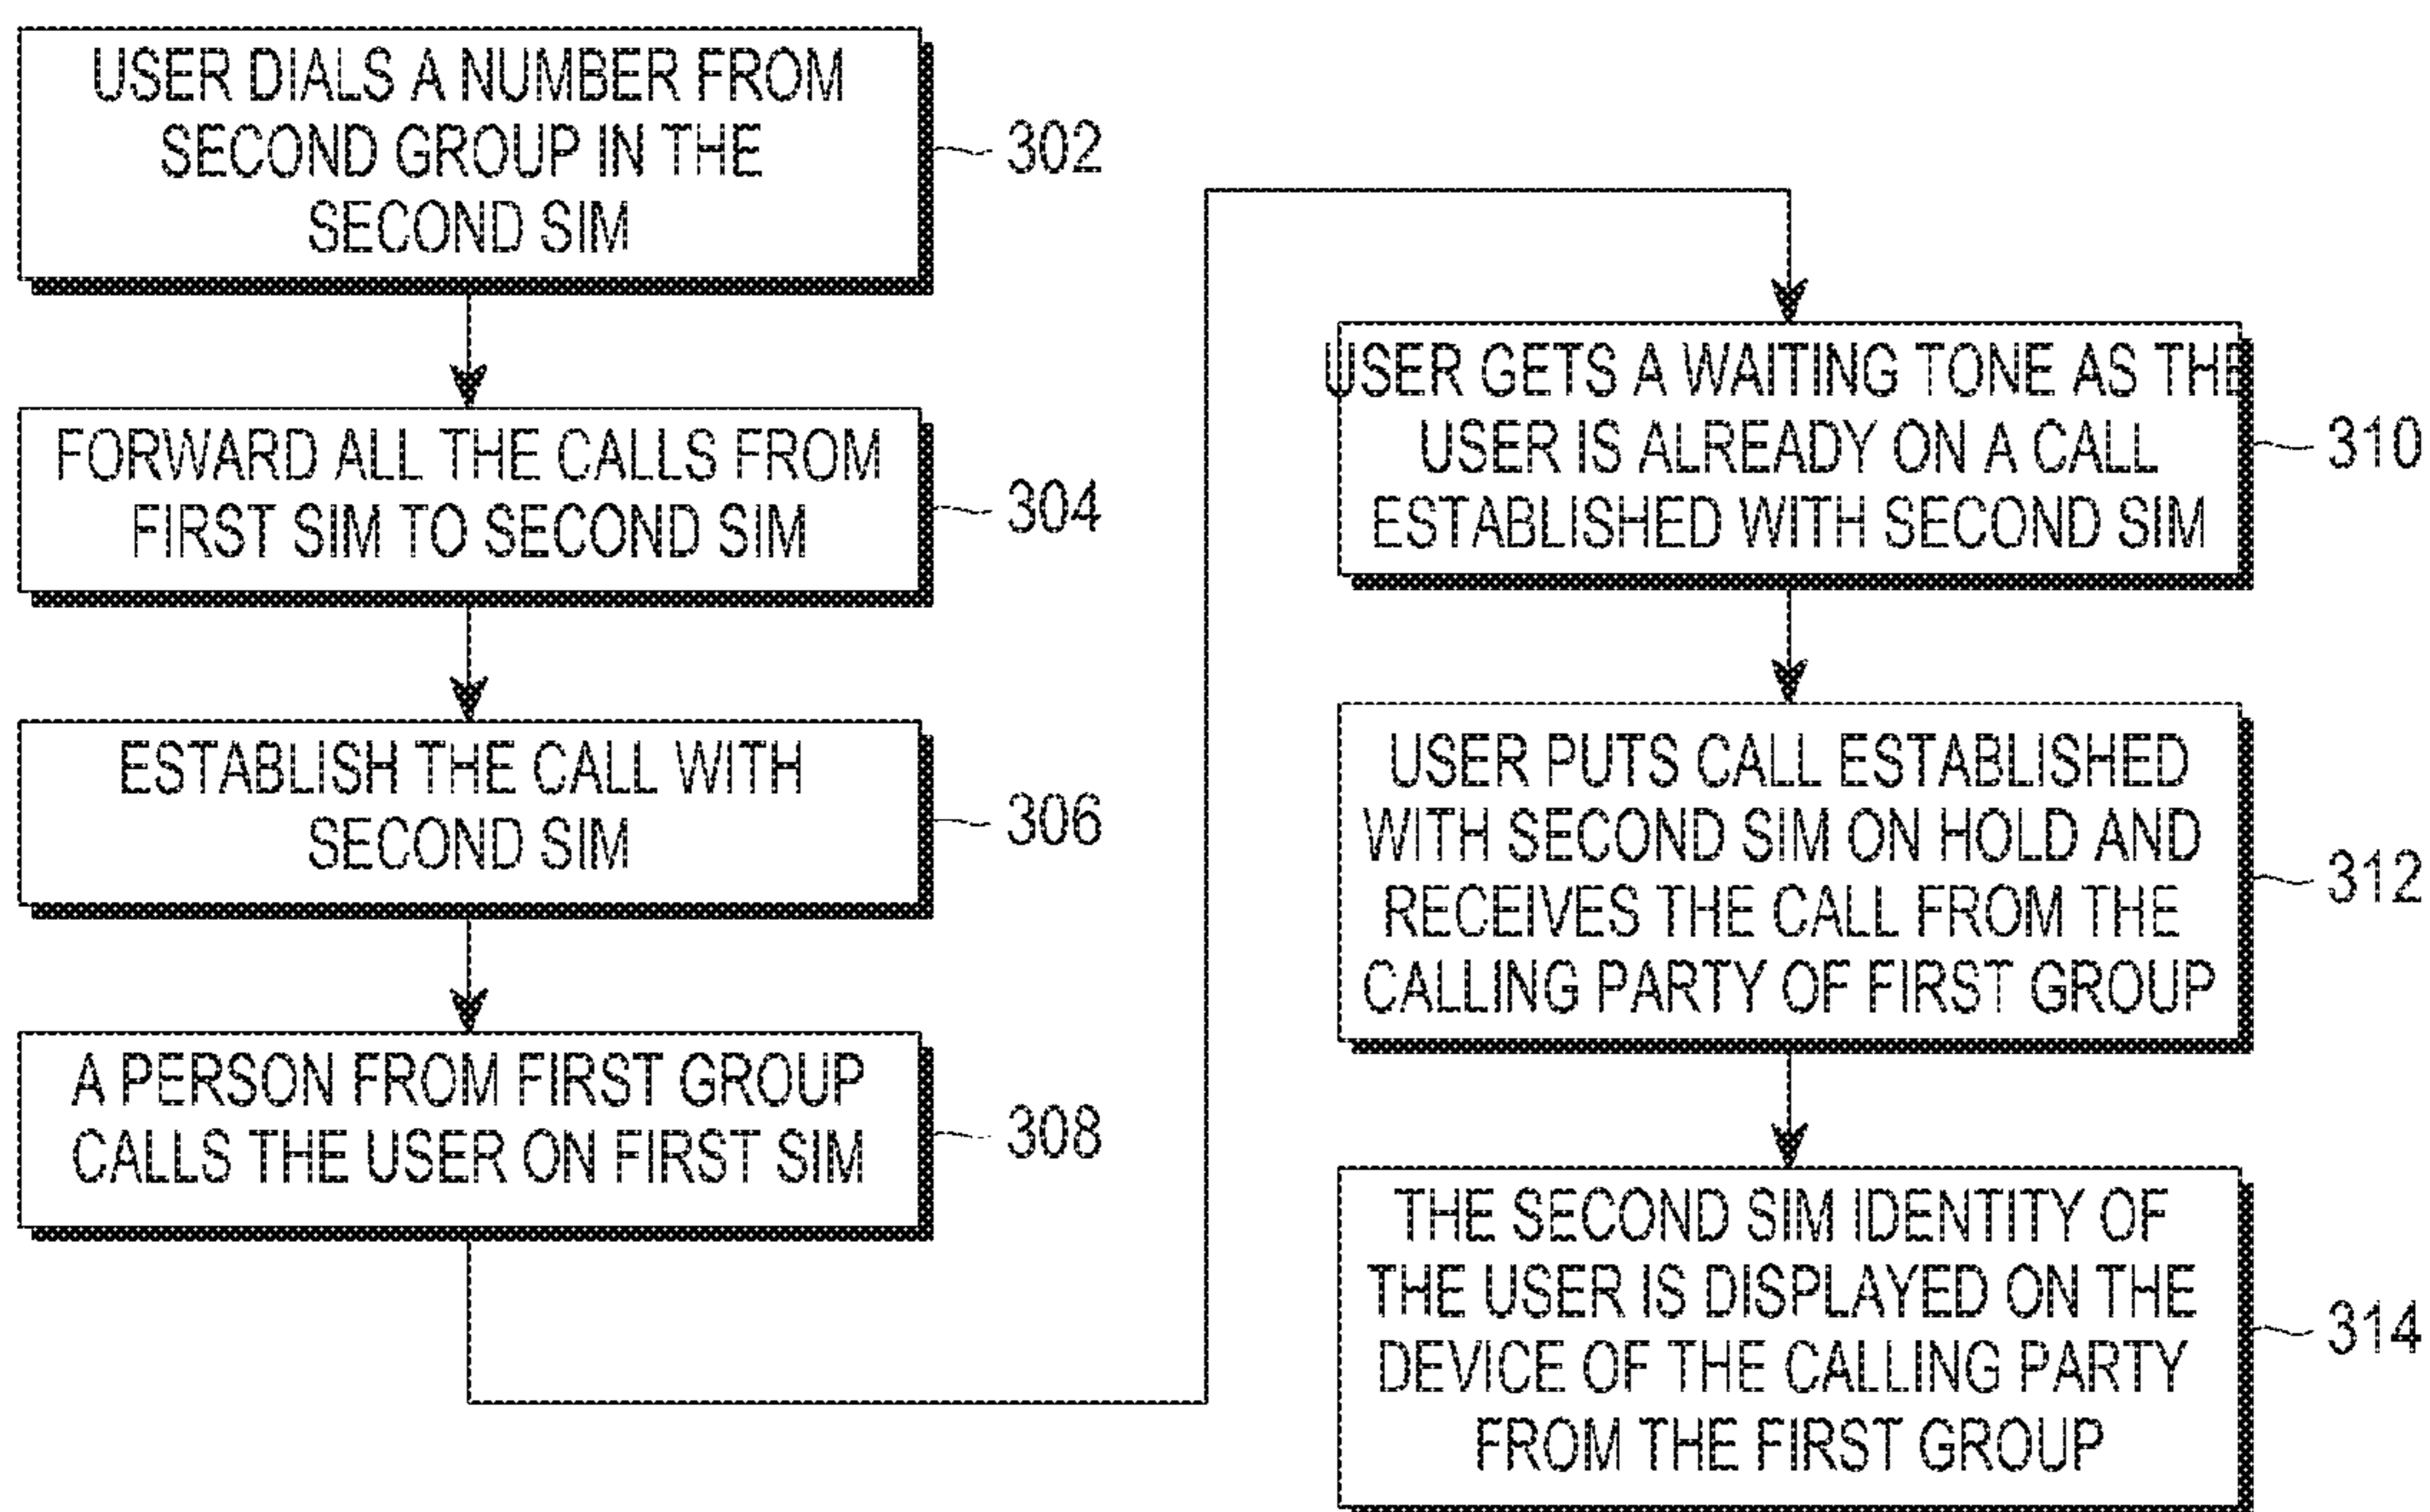 USER DIALS A NUMBER FROM
SECOND GROUP IN THE
SECOND SIM
302
FORWARD ALL THE CALLS FROM
FIRST SIM TO SECOND SIM
304
ESTABLISH THE CALL WITH
SECOND SIM
306
A PERSON FROM FIRST GROUP
CALLS THE USER ON FIRST SIM
308
USER GETS A WAITING TONE AS THE
USER IS ALREADY ON A CALL
ESTABLISHED WITH SECOND SIM
310
USER PUTS CALL ESTABLISHED
WITH SECOND SIM ON HOLD AND
RECEIVES THE CALL FROM THE
CALLING PARTY OF FIRST GROUP
312
THE SECOND SIM IDENTITY OF
THE USER IS DISPLAYED ON THE
DEVICE OF THE CALLING PARTY
FROM THE FIRST GROUP
314